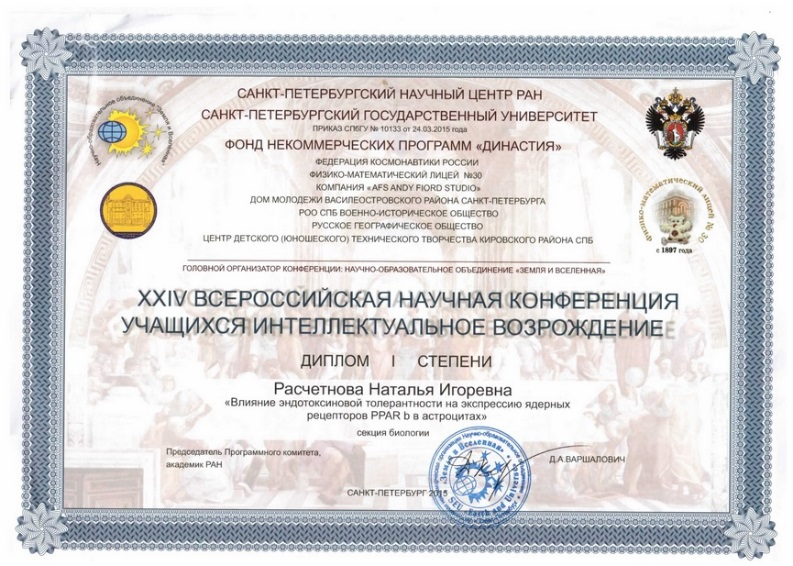 САНКТ-ПЕТЕРБУРГСКИЙ НАУЧНЫЙ ЦЕНТР РАН
САНКТ-ПЕТЕРБУРГСКИЙ ГОСУДАРСТВЕННЫЙ УНИВЕРСИТЕТ
ПРИКАЗ СПБГУ № 10133 от 24.03.2015 года
ФОНД НЕКОММЕРЧЕСКИХ ПРОГРАММ «ДИНАСТИЯ»
ФЕДЕРАЦИЯ КОСМОНАВТИКИ РОССИИ
ФИЗИКО-МАТЕМАТИЧЕСКИЙ ЛИЦЕЙ №30
КОМПАНИЯ «AFS ANDY FIORD STUDIO»
ДОМ МОЛОДЕЖИ ВАСИЛЕОСТРОВСКОГО РАЙОНА САНКТ-ПЕТЕРБУРГА
РОО СПБ ВОЕННО-ИСТОРИЧЕСКОЕ ОБЩЕСТВО
РУССКОЕ ГЕОГРАФИЧЕСКОЕ ОБЩЕСТВО
ЦЕНТР ДЕТСКОГО (ЮНОШЕСКОГО) ТЕХНИЧЕСКОГО ТВОРЧЕСТВА КИРОВСКОГО РАЙОНА СПБ
физико-математический лицей № 30
с 1897 года
ГОЛОВНОЙ ОРГАНИЗАТОР КОНФЕРЕНЦИИ: НАУЧНО-ОБРАЗОВАТЕЛЬНОЕ ОБЪЕДИНЕНИЕ «ЗЕМЛЯ И ВСЕЛЕННАЯ»
XXIV ВСЕРОССИЙСКАЯ НАУЧНАЯ КОНФЕРЕНЦИЯ
УЧАЩИХСЯ ИНТЕЛЛЕКТУАЛЬНОЕ ВОЗРОЖДЕНИЕ
ДИПЛОМ I СТЕПЕНИ
Расчетнова Наталья Игоревна
«Влияние эндотоксиновой толерантности на экспрессию ядерных
рецепторов PPAR b в астроцитах»
секция биологии
Председатель Программного комитета,
академик РАН
Д.А.ВАРШАЛОВИЧ
САНКТ-ПЕТЕРБУРГ 2015